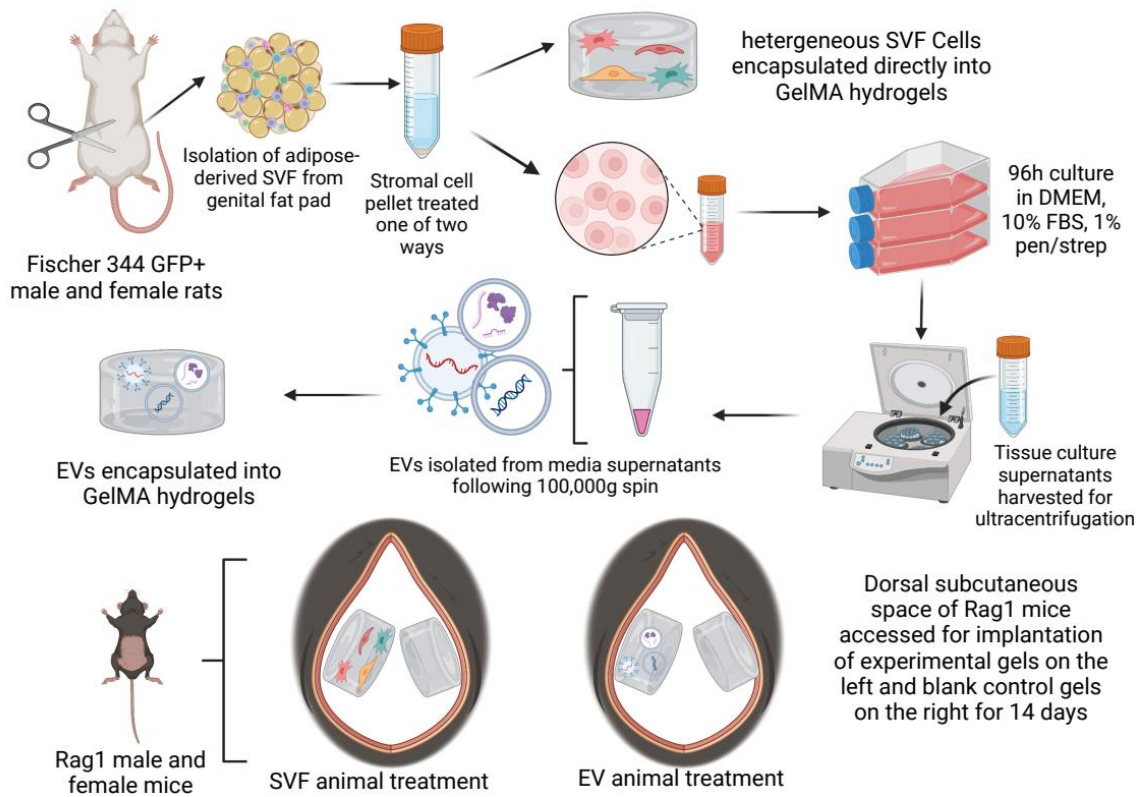 hetergeneous SVF Cells
encapsulated directly into
GelMA hydrogels
Isolation of adipose-
derived SVF from
genital fat pad
Stromal cell
pellet treated
one of two
ways
96h culture
in DMEM,
10% FBS, 1%
pen/strep
Fischer 344 GFP+
male and female rats
EVs encapsulated into
GelMA hydrogels
EVs isolated from media supernatants
following 100,000g spin
Tissue culture
supernatants
harvested for
ultracentrifugation
Dorsal subcutaneous
space of Rag1 mice
accessed for implantation
of experimental gels on the
left and blank control gels
on the right for 14 days
Rag1 male and
female mice
SVF animal treatment
EV animal treatment